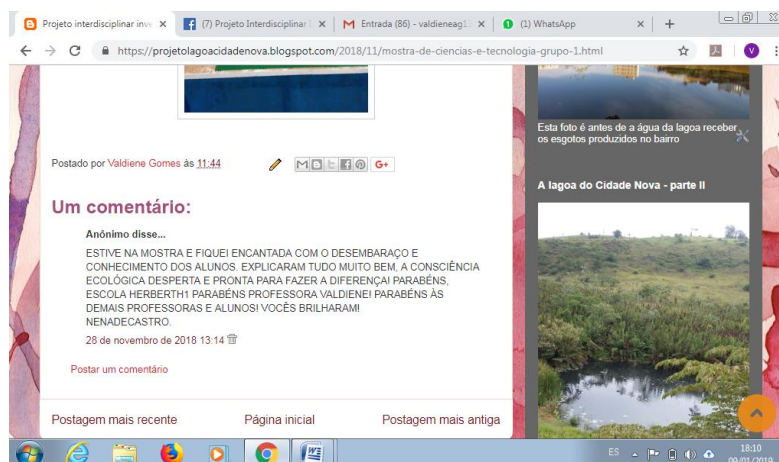 Projeto interdisciplinar inve
(7) Projeto Interdisciplinar
Entrada (86) - valdieneag1
(1) WhatsApp
https://projetolagoacidadenova.blogspot.com/2018/11/mostra-de-ciencias-e-tecnologia-grupo-1.html
V
Postado por Valdiene Gomes às 11:44
G+
Um comentário:
Anônimo disse...
ESTIVE NA MOSTRA E FIQUEI ENCANTADA COM O DESEMBARAÇO E
CONHECIMENTO DOS ALUNOS. EXPLICARAM TUDO MUITO BEM, A CONSCIÊNCIA
ECOLÓGICA DESPERTA E PRONTA PARA FAZER A DIFERENÇA! PARABÉNS,
ESCOLA HERBERTH1 PARABÉNS PROFESSORA VALDIENE! PARABÉNS ÀS
DEMAIS PROFESSORAS E ALUNOS! VOCÊS BRILHARAM!
NENADECASTRO.
28 de novembro de 2018 13:14
Postar um comentário
Postagem mais recente
Página inicial
Postagem mais antiga
Esta foto é antes de a água da lagoa receber
os esgotos produzidos no bairro
A lagoa do Cidade Nova - parte II
ES
18:10
09/01/2019